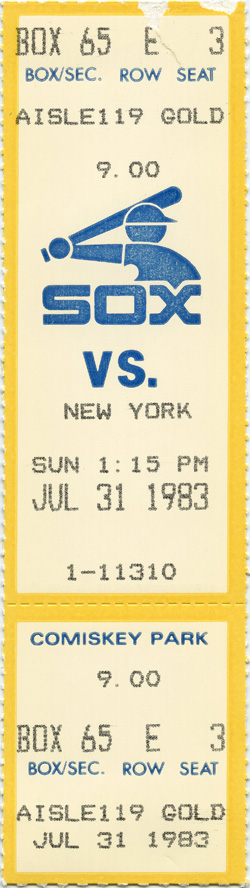 BOX 65 E 3
BOX/SEC. ROW SEAT
AISLE119 GOLD
9.00
SOX
VS.
NEW YORK
SUN 1:15 PM
JUL 31 1983
1-11310
COMISKEY PARK
9.00
BOX 65 E 3
BOX/SEC. ROW SEAT
AISLE119 GOLD
JUL 31 1983